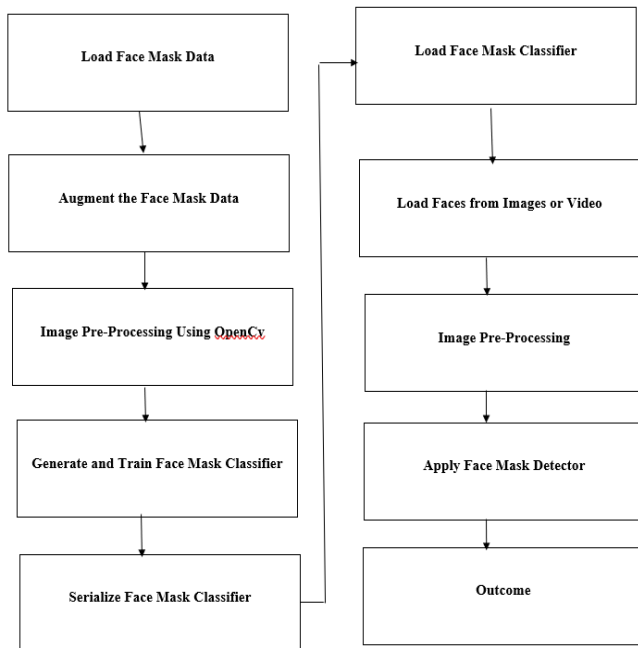 Load Face Mask Data
Augment the Face Mask Data
Image Pre-Processing Using OpenCv
Generate and Train Face Mask Classifier
Serialize Face Mask Classifier
Load Face Mask Classifier
Load Faces from Images or Video
Image Pre-Processing
Apply Face Mask Detector
Outcome